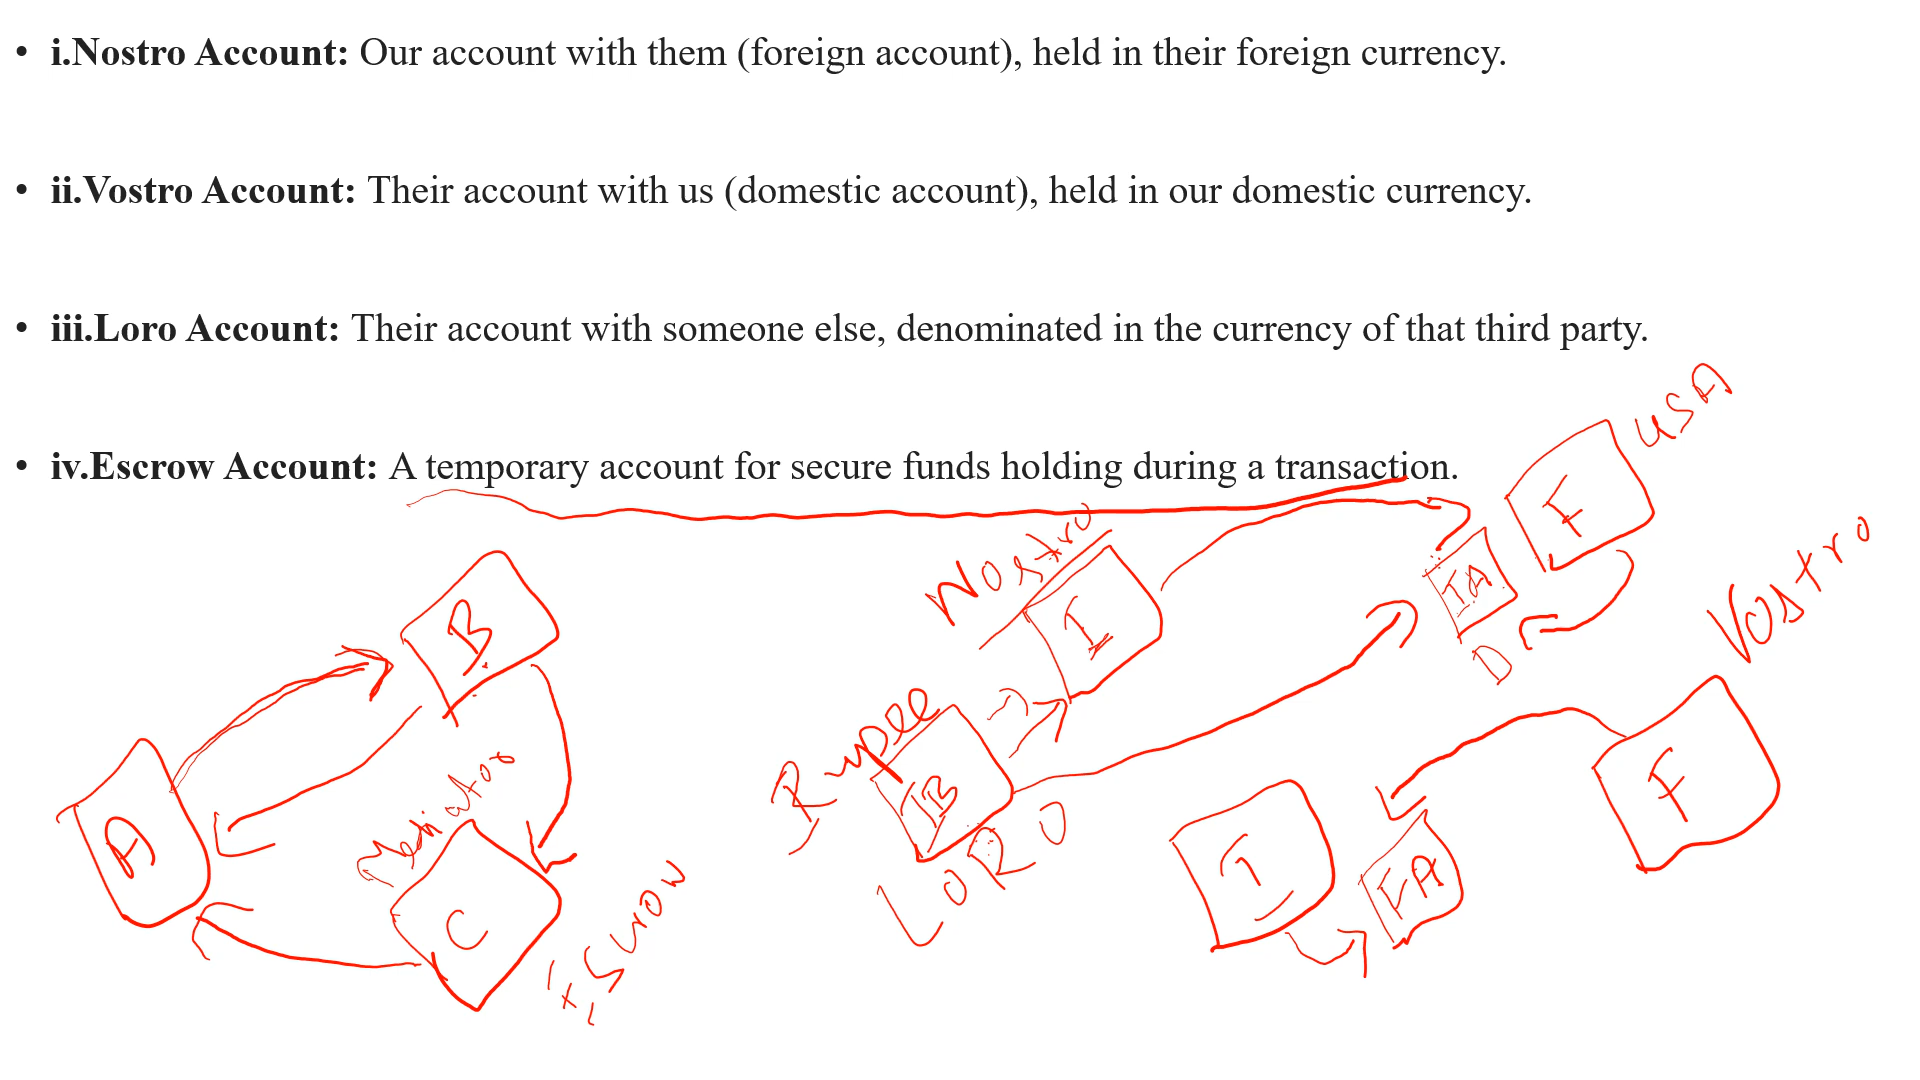 • i.Nostro Account: Our account with them (foreign account), held in their foreign currency.
• ii.Vostro Account: Their account with us (domestic account), held in our domestic currency.
• iii.Loro Account: Their account with someone else, denominated in the currency of that third party.
• iv.Escrow Account: A temporary account for secure funds holding during a transaction.
USA
F
Nostro
I
IA
D
Vostro
B
Rupee
IB
LORO
F
A
Mediator
C
Escrow
I
FA